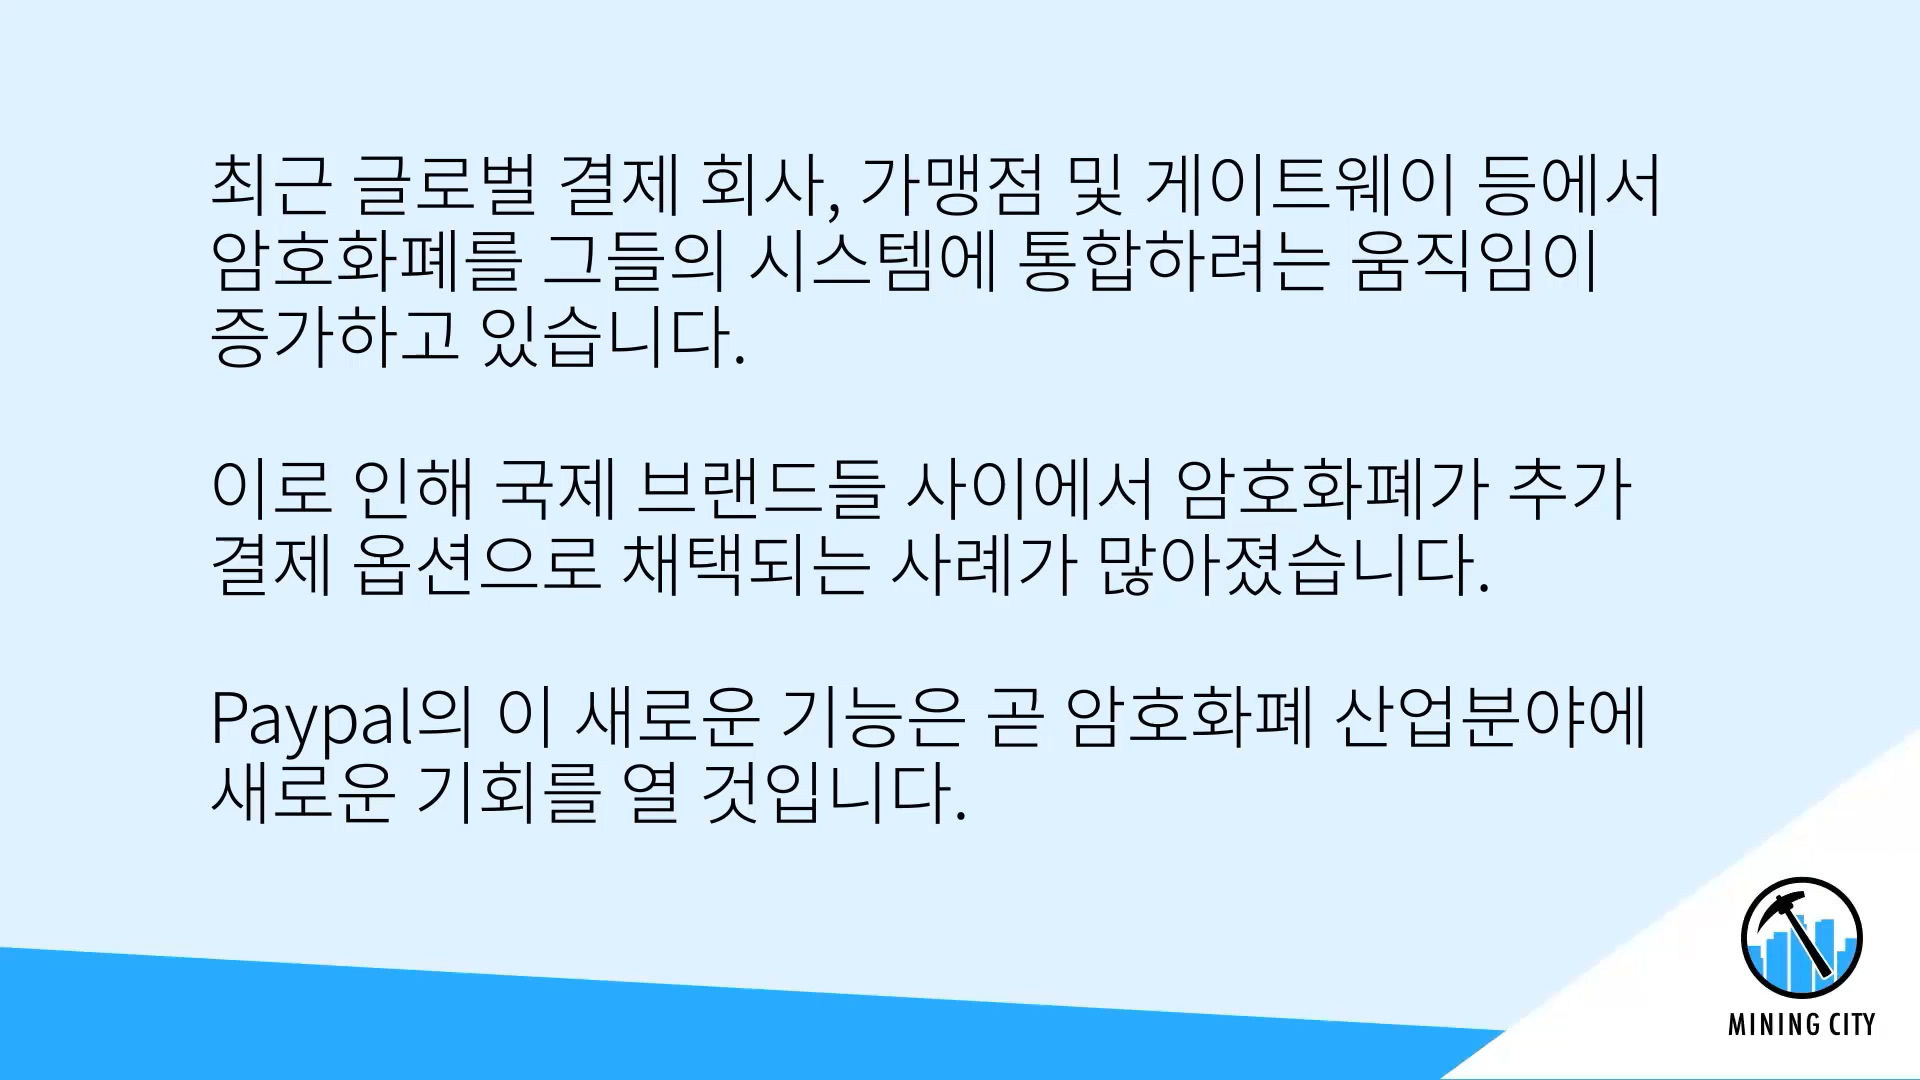 최근 글로벌 결제 회사, 가맹점 및 게이트웨이 등에서
암호화폐를 그들의 시스템에 통합하려는 움직임이
증가하고 있습니다.
이로 인해 국제 브랜드들 사이에서 암호화폐가 추가
결제 옵션으로 채택되는 사례가 많아졌습니다.
Paypal의 이 새로운 기능은 곧 암호화폐 산업분야에
새로운 기회를 열 것입니다.
MINING CITY